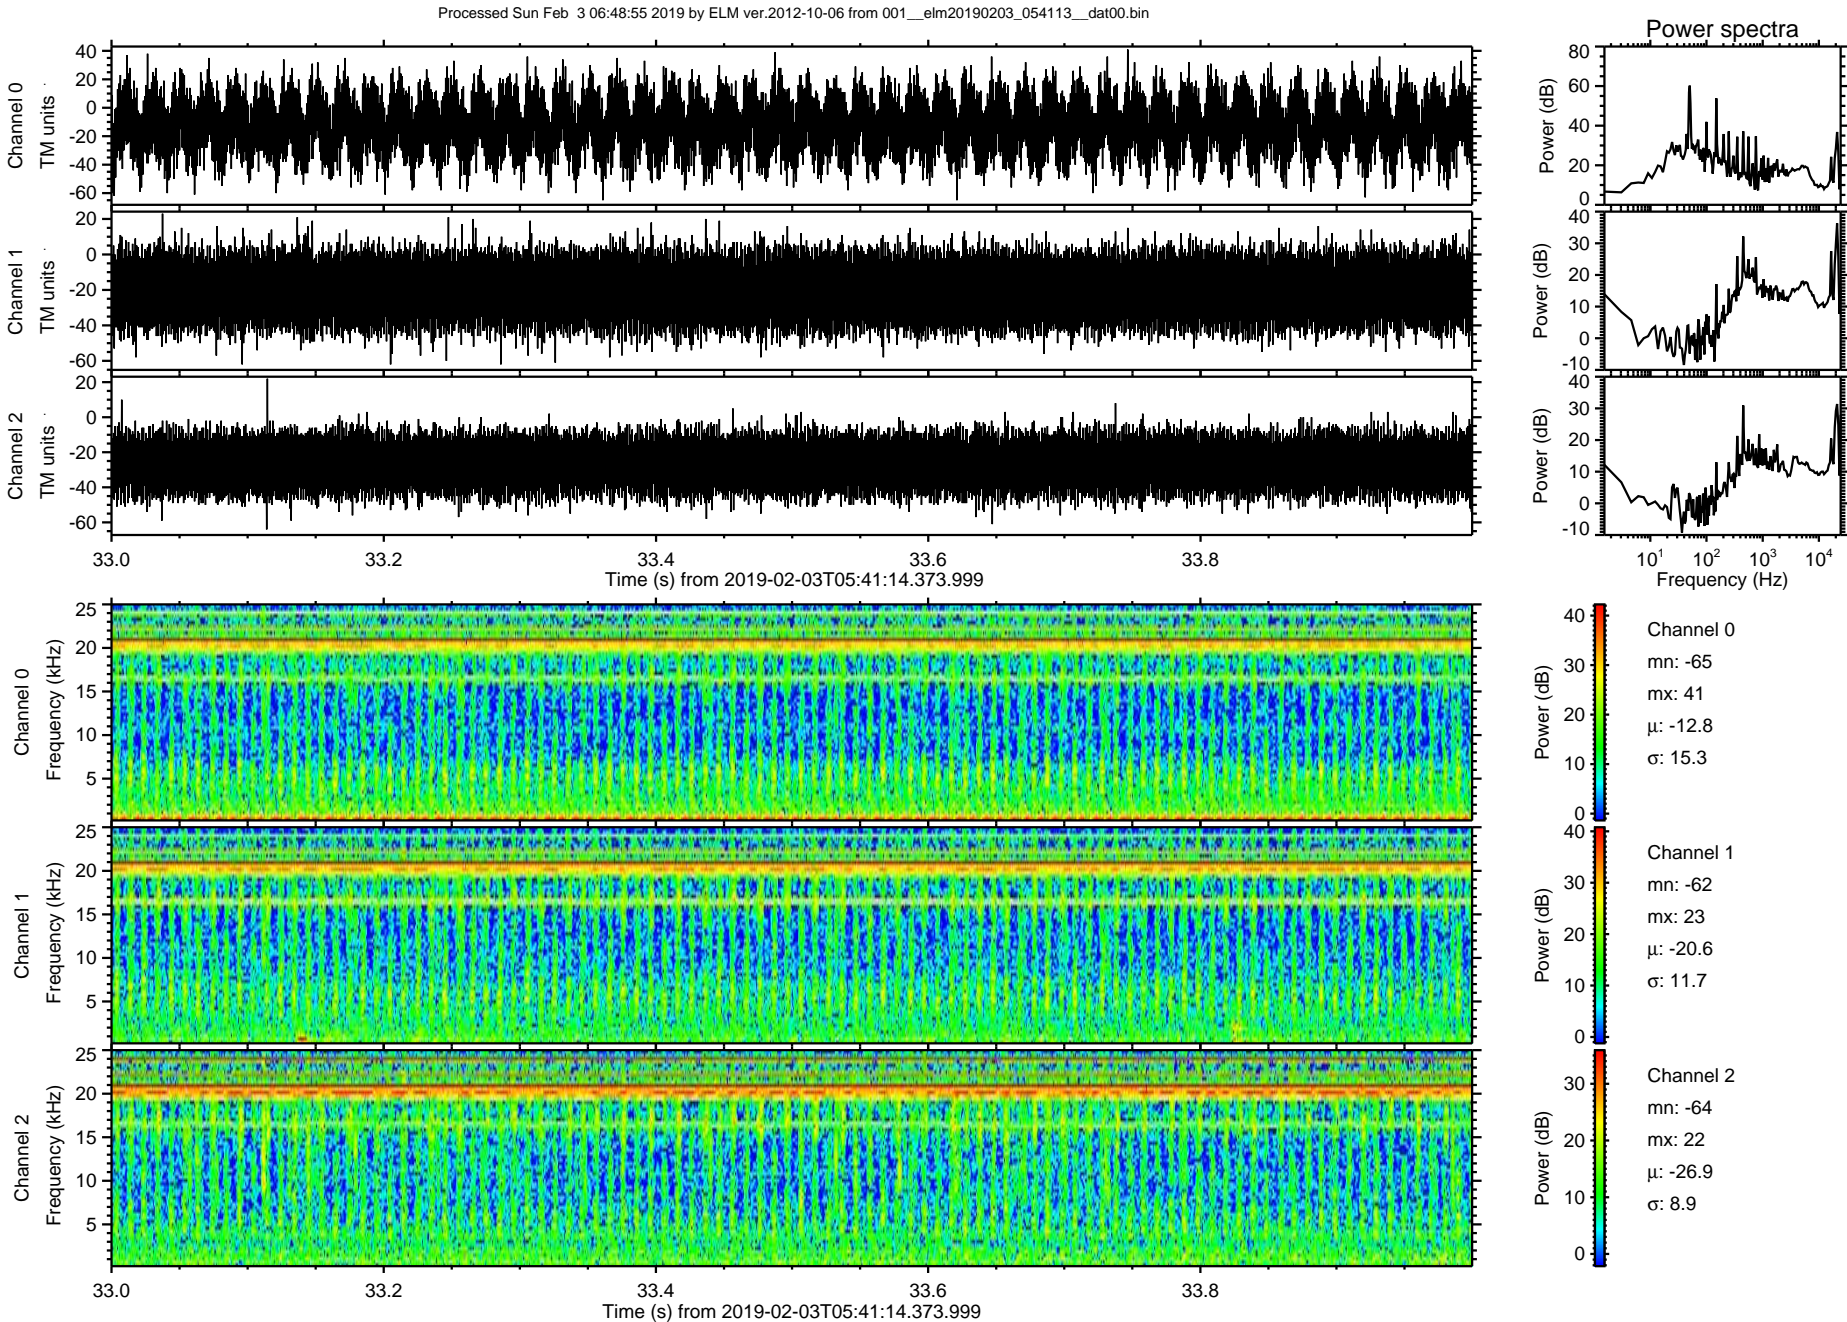 Processed Sun Feb  3 06:48:55 2019 by ELM ver.2012-10-06 from 001__elm20190203_054113__dat00.bin
Power spectra
Channel 0
TM units
40
20
0
-20
-40
-60
Power (dB)
80
60
40
20
0
Channel 1
TM units
20
0
-20
-40
-60
Power (dB)
40
30
20
10
0
-10
Channel 2
TM units
20
0
-20
-40
-60
Power (dB)
40
30
20
10
0
-10
33.0 33.2 33.4 33.6 33.8
Time (s) from 2019-02-03T05:41:14.373.999
10¹ 10² 10³ 10⁴
Frequency (Hz)
Channel 0
Frequency (kHz)
25
20
15
10
5
Power (dB)
40
30
20
10
0
Channel 0
mn: -65
mx: 41
μ: -12.8
σ: 15.3
Channel 1
Frequency (kHz)
25
20
15
10
5
Power (dB)
40
30
20
10
0
Channel 1
mn: -62
mx: 23
μ: -20.6
σ: 11.7
Channel 2
Frequency (kHz)
25
20
15
10
5
Power (dB)
30
20
10
0
Channel 2
mn: -64
mx: 22
μ: -26.9
σ: 8.9
33.0 33.2 33.4 33.6 33.8
Time (s) from 2019-02-03T05:41:14.373.999